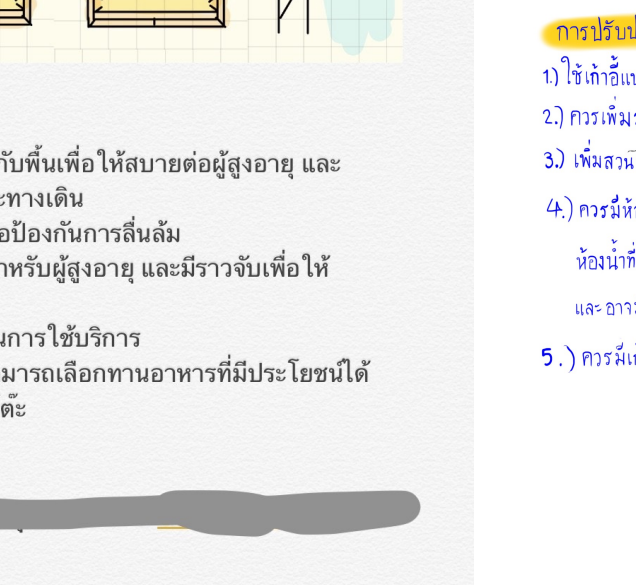 กับพื้นเพื่อให้สบายต่อผู้สูงอายุ และ
ะทางเดิน
อป้องกันการลื่นล้ม
ำหรับผู้สูงอายุ และมีราวจับเพื่อให้
นการใช้บริการ
มารถเลือกทานอาหารที่มีประโยชน์ได้
ต๊ะ
การปรับป
1.) ใช้เก้าอี้แบ
2.) ควรเพิ่มร
3.) เพิ่มสวน
4.) ควรมีห้อ
ห้องน้ำที่
และอาจม
5.) ควรมีเก